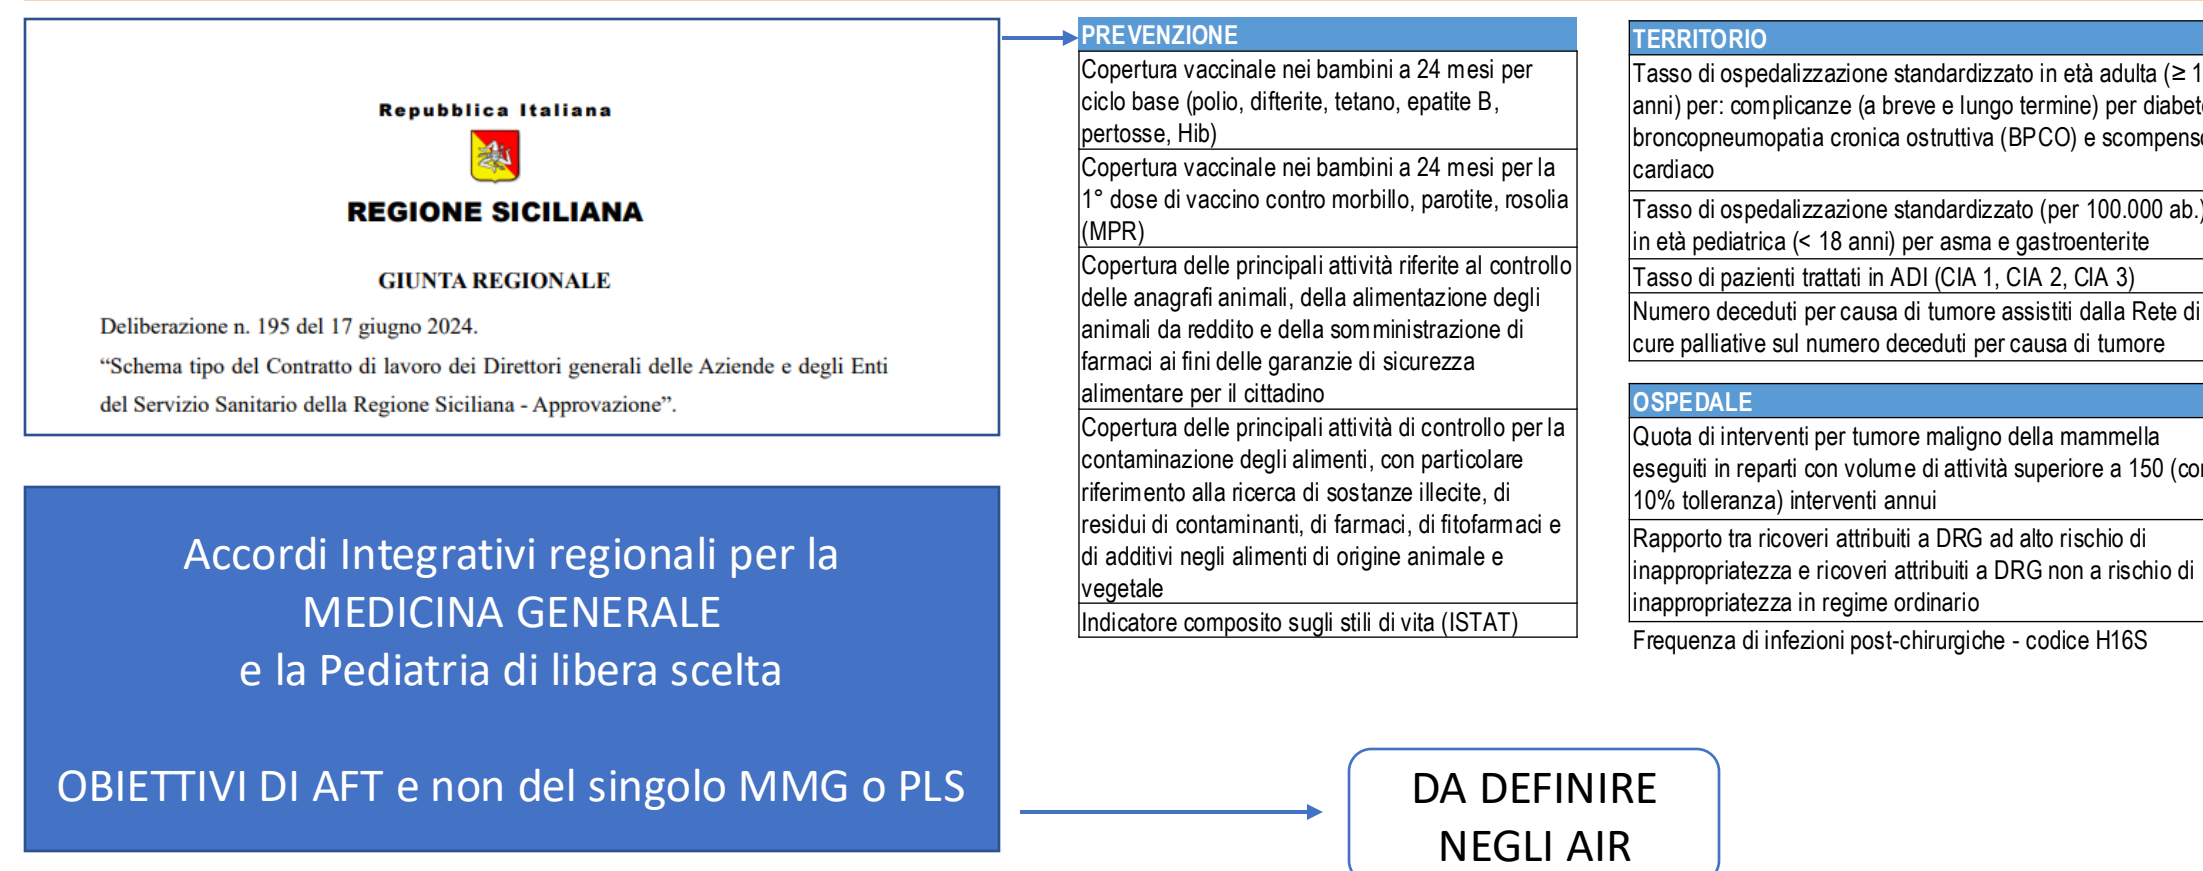 Repubblica Italiana
REGIONE SICILIANA
GIUNTA REGIONALE
Deliberazione n. 195 del 17 giugno 2024.
“Schema tipo del Contratto di lavoro dei Direttori generali delle Aziende e degli Enti
del Servizio Sanitario della Regione Siciliana - Approvazione”.
Accordi Integrativi regionali per la
MEDICINA GENERALE
e la Pediatria di libera scelta
OBIETTIVI DI AFT e non del singolo MMG o PLS
PREVENZIONE
Copertura vaccinale nei bambini a 24 mesi per
ciclo base (polio, difterite, tetano, epatite B,
pertosse, Hib)
Copertura vaccinale nei bambini a 24 mesi per la
1° dose di vaccino contro morbillo, parotite, rosolia
(MPR)
Copertura delle principali attività riferite al controllo
delle anagrafi animali, della alimentazione degli
animali da reddito e della somministrazione di
farmaci ai fini delle garanzie di sicurezza
alimentare per il cittadino
Copertura delle principali attività di controllo per la
contaminazione degli alimenti, con particolare
riferimento alla ricerca di sostanze illecite, di
residui di contaminanti, di farmaci, di fitofarmaci e
di additivi negli alimenti di origine animale e
vegetale
Indicatore composito sugli stili di vita (ISTAT)
TERRITORIO
Tasso di ospedalizzazione standardizzato in età adulta (≥
anni) per: complicanze (a breve e lungo termine) per
broncopneumopatia cronica ostruttiva (BPCO) e
cardiaco
Tasso di ospedalizzazione standardizzato (per 100.000 ab.)
in età pediatrica (< 18 anni) per asma e gastroenterite
Tasso di pazienti trattati in ADI (CIA 1, CIA 2, CIA 3)
Numero deceduti per causa di tumore assistiti dalla Rete di
cure palliative sul numero deceduti per causa di tumore
OSPEDALE
Quota di interventi per tumore maligno della mammella
eseguiti in reparti con volume di attività superiore a 150
10% tolleranza) interventi annui
Rapporto tra ricoveri attribuiti a DRG ad alto rischio di
inappropriatezza e ricoveri attribuiti a DRG non a rischio di
inappropriatezza in regime ordinario
Frequenza di infezioni post-chirurgiche - codice H16S
DA DEFINIRE
NEGLI AIR